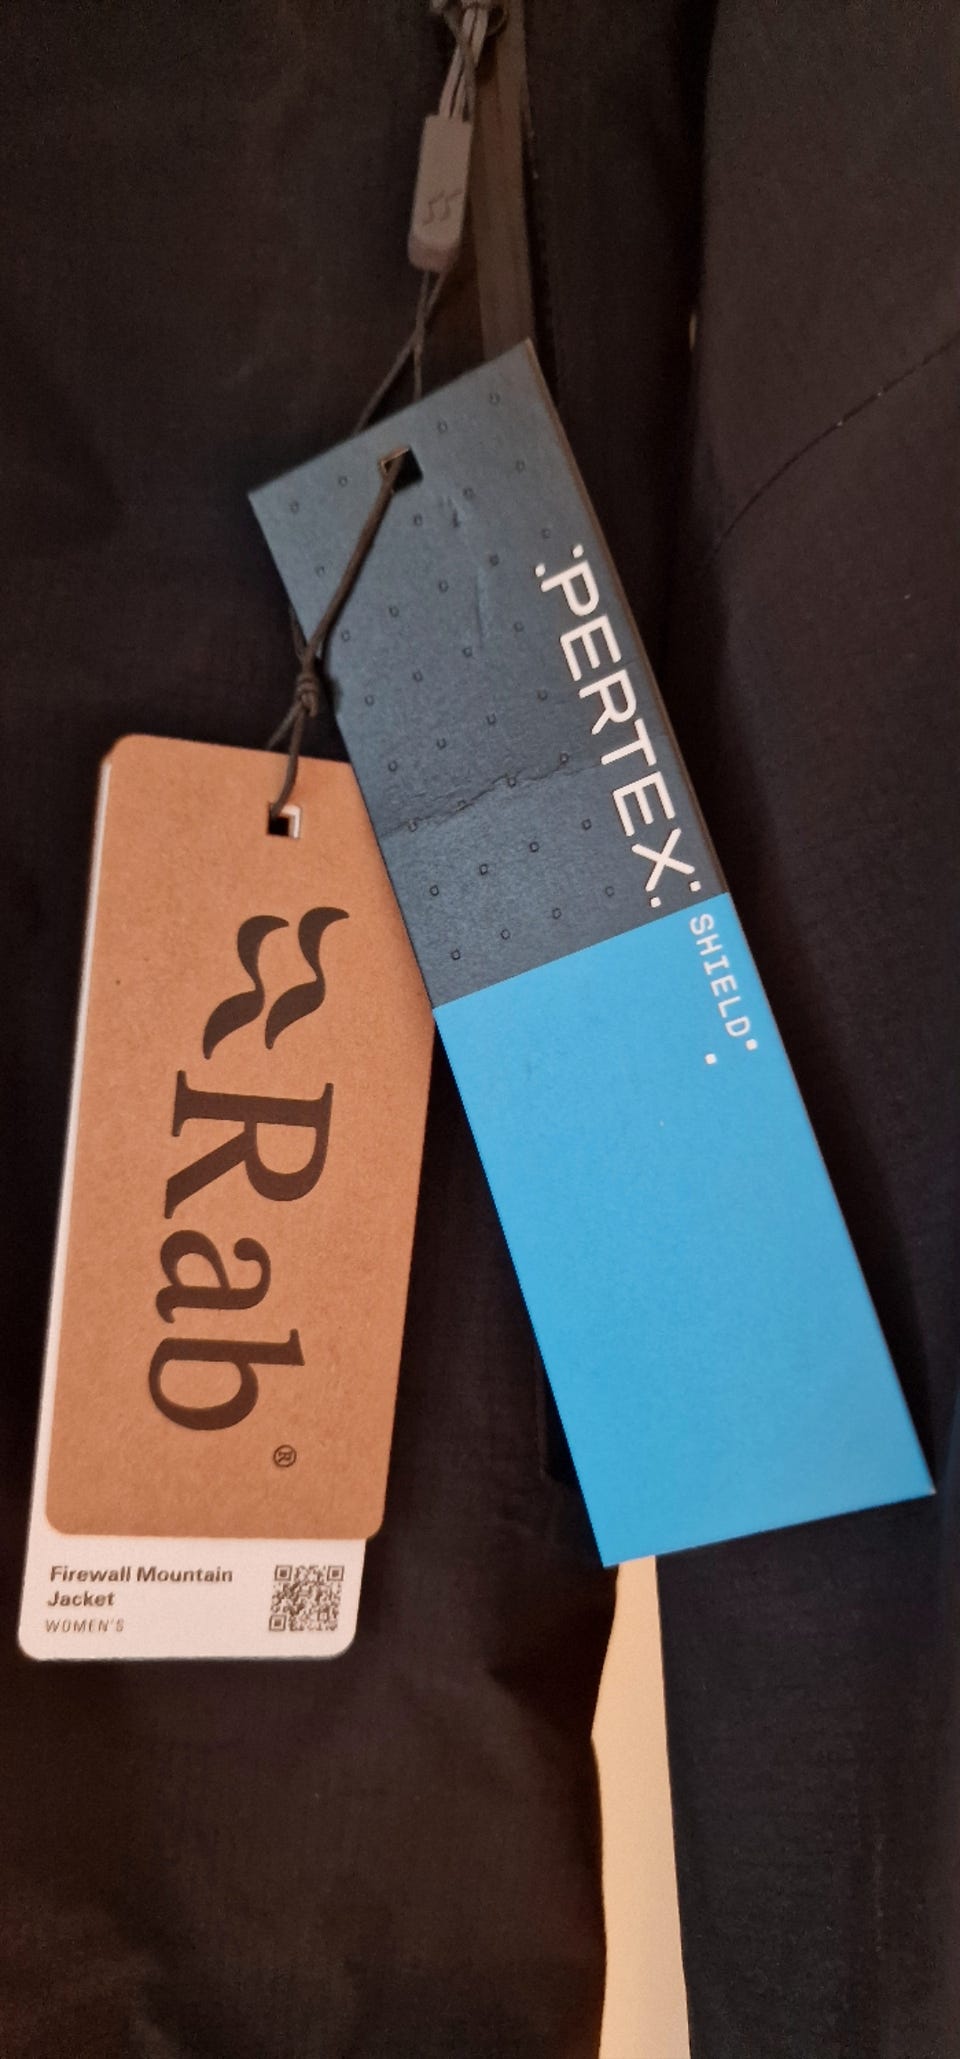 PERTEX
SHIELD
Rab®
Firewall Mountain
Jacket
WOMEN'S